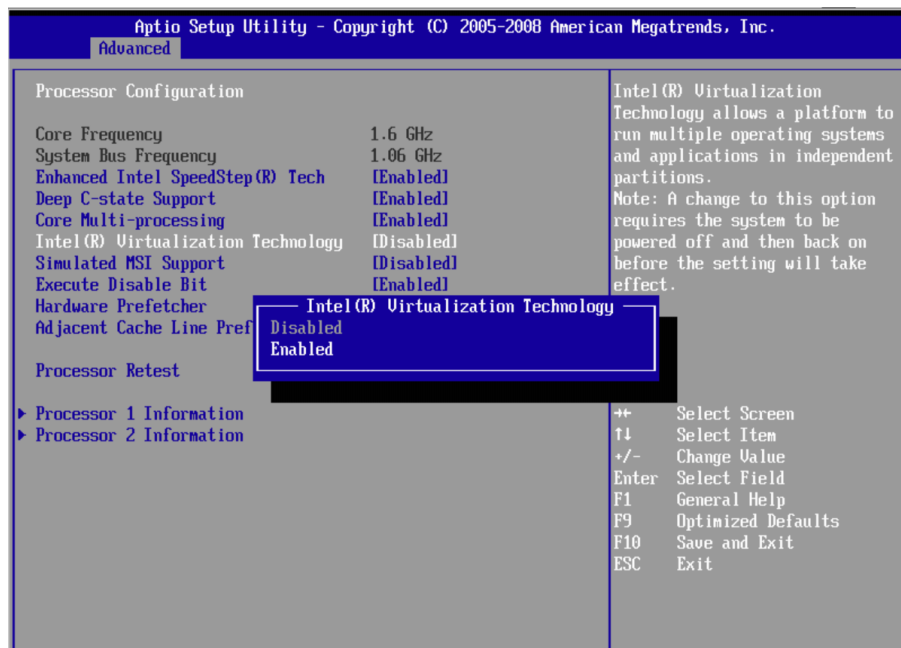 Aptio Setup Utility - Copyright (C) 2005-2008 American Megatrends, Inc.
Advanced
Processor Configuration
Core Frequency 1.6 GHz
System Bus Frequency 1.06 GHz
Enhanced Intel SpeedStep(R) Tech [Enabled]
Deep C-state Support [Enabled]
Core Multi-processing [Enabled]
Intel(R) Virtualization Technology [Disabled]
Simulated MSI Support [Disabled]
Execute Disable Bit [Enabled]
Hardware Prefetcher
Adjacent Cache Line Pref
Processor Retest
Processor 1 Information
Processor 2 Information
Intel(R) Virtualization Technology
Disabled
Enabled
Intel(R) Virtualization
Technology allows a platform to
run multiple operating systems
and applications in independent
partitions.
Note: A change to this option
requires the system to be
powered off and then back on
before the setting will take
effect.
→← Select Screen
↑↓ Select Item
+/- Change Value
Enter Select Field
F1 General Help
F9 Optimized Defaults
F10 Save and Exit
ESC Exit